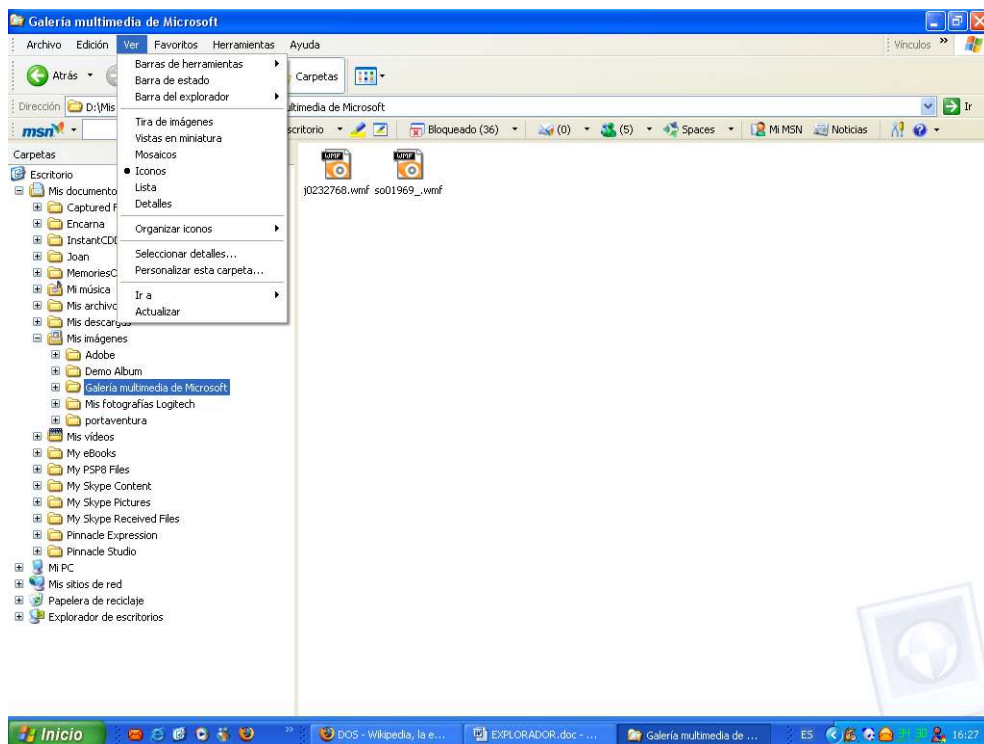 Galería multimedia de Microsoft
Archivo Edición Ver Favoritos Herramientas Ayuda
Vínculos »
Atrás
Carpetas
Dirección D:\Mis
ultimedia de Microsoft
Ir
msn
scritorio
Bloqueado (36)
(0)
(5)
Spaces
Mi MSN
Noticias
Barras de herramientas
Barra de estado
Barra del explorador
Tira de imágenes
Vistas en miniatura
Mosaicos
Iconos
Lista
Detalles
Organizar iconos
Seleccionar detalles...
Personalizar esta carpeta...
Ir a
Actualizar
Carpetas
Escritorio
Mis documento
Captured F
Encarna
InstantCD
Joan
MemoriesO
Mi música
Mis archivo
Mis descargas
Mis imágenes
Adobe
Demo Album
Galería multimedia de Microsoft
Mis fotografías Logitech
portaventura
Mis vídeos
My eBooks
My PSP8 Files
My Skype Content
My Skype Pictures
My Skype Received Files
Pinnacle Expression
Pinnacle Studio
Mi PC
Mis sitios de red
Papelera de reciclaje
Explorador de escritorios
WMF
WMF
j0232768.wmf so01969_.wmf
Inicio
»
DOS - Wikipedia, la e...
EXPLORADOR.doc - ...
Galería multimedia de ...
ES
16:27